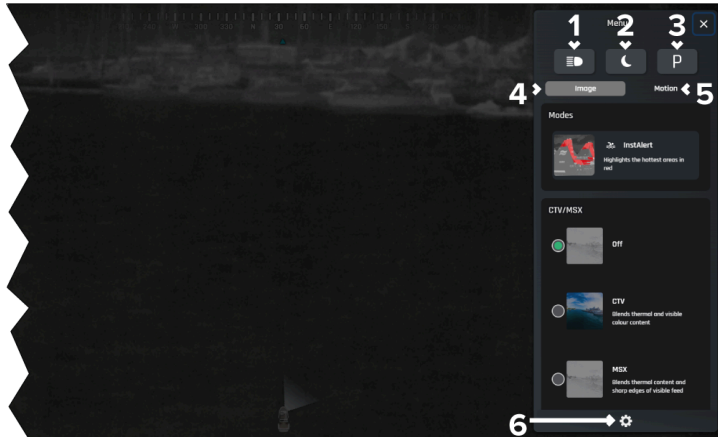 1 2 3
Menu
P
4 Image Motion 5
Modes
InstAlert
Highlights the hottest areas in
red
CTV/MSX
Off
CTV
Blends thermal and visible
colour content
MSX
Blends thermal content and
sharp edges of visible feed
6